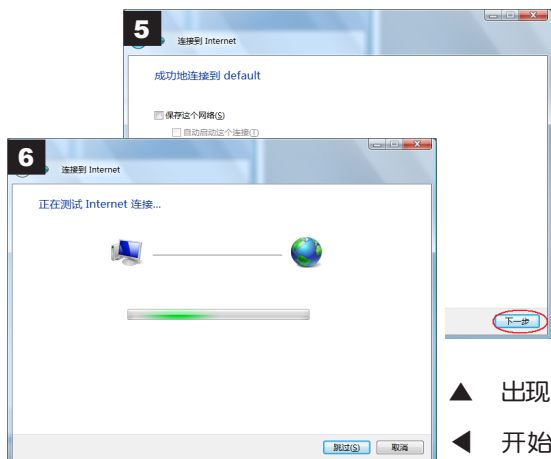 5
连接到 Internet
成功地连接到 default
保存这个网络(S)
自动启动这个连接(T)
下一步
6
连接到 Internet
正在测试 Internet 连接...
跳过(S) 取消
▲ 出现
◀ 开始